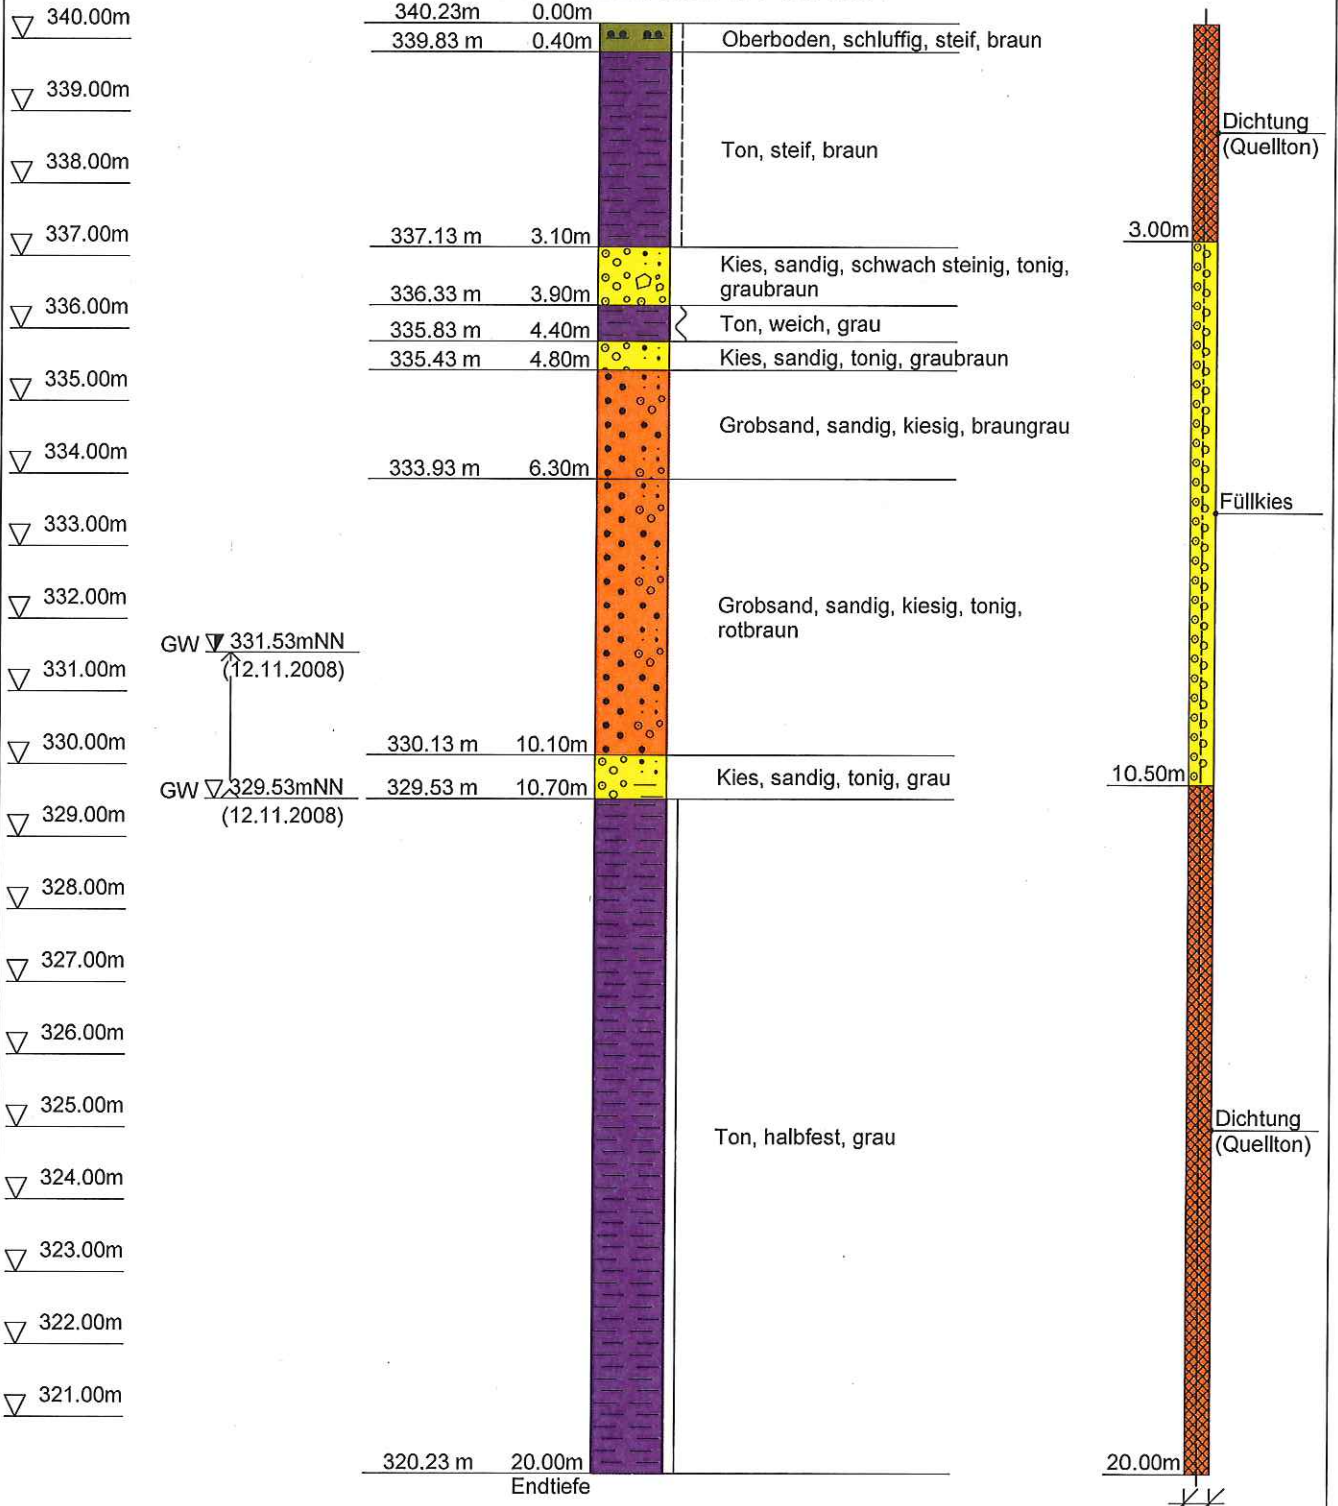 340.00m
339.00m
338.00m
337.00m
336.00m
335.00m
334.00m
333.00m
332.00m
331.00m
330.00m
329.00m
328.00m
327.00m
326.00m
325.00m
324.00m
323.00m
322.00m
321.00m
GW 331.53mNN
(12.11.2008)
GW 329.53mNN
(12.11.2008)
340.23m 0.00m
339.83 m 0.40m
Oberboden, schluffig, steif, braun
Ton, steif, braun
337.13 m 3.10m
Kies, sandig, schwach steinig, tonig,
graubraun
336.33 m 3.90m
Ton, weich, grau
335.83 m 4.40m
Kies, sandig, tonig, graubraun
335.43 m 4.80m
Grobsand, sandig, kiesig, braungrau
333.93 m 6.30m
Grobsand, sandig, kiesig, tonig,
rotbraun
330.13 m 10.10m
Kies, sandig, tonig, grau
329.53 m 10.70m
Ton, halbfest, grau
320.23 m 20.00m
Endtiefe
Dichtung
(Quellton)
3.00m
Füllkies
10.50m
Dichtung
(Quellton)
20.00m